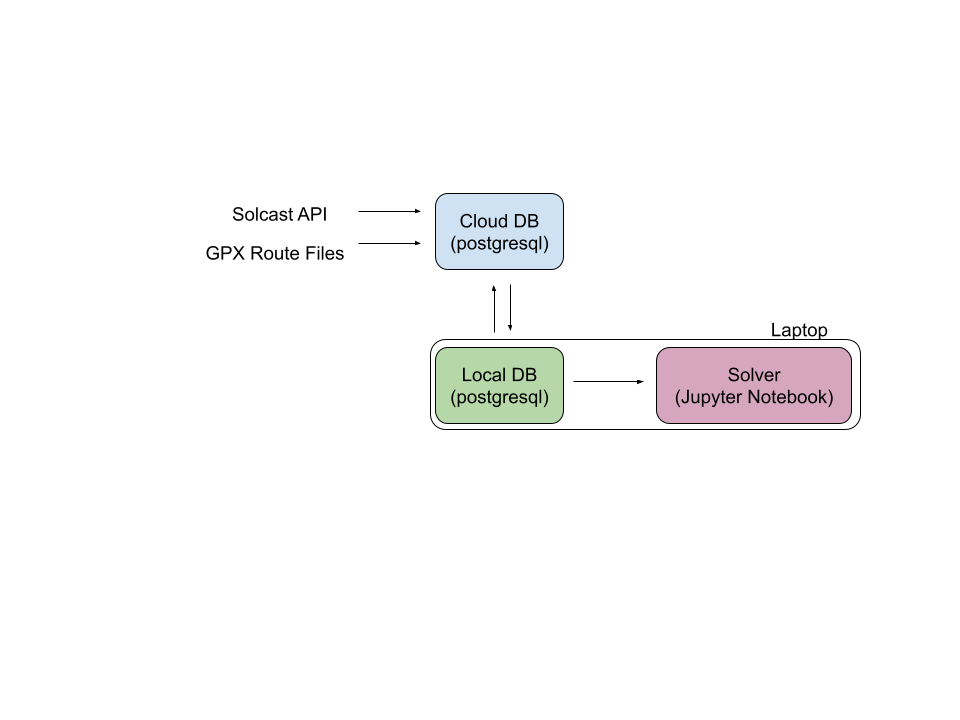 Solcast API
GPX Route Files
Cloud DB
(postgresql)
Laptop
Local DB
(postgresql)
Solver
(Jupyter Notebook)